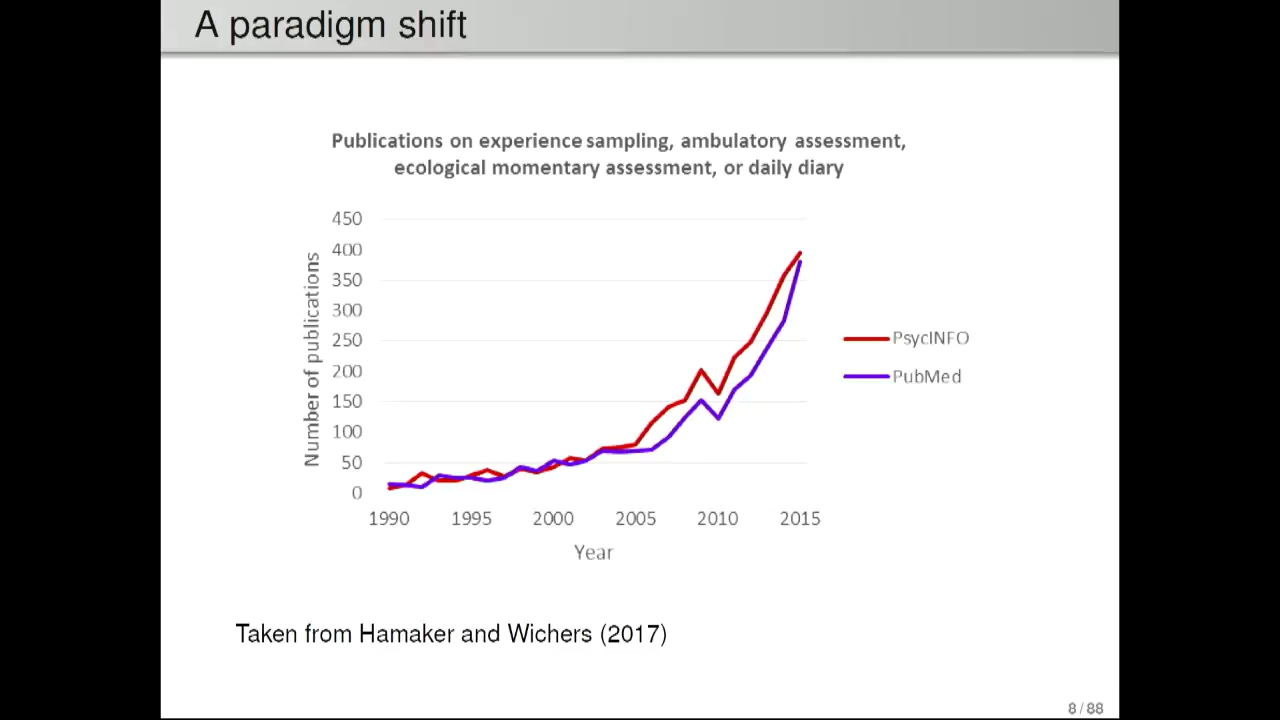 A paradigm shift
Publications on experience sampling, ambulatory assessment,
ecological momentary assessment, or daily diary
Number of publications
450
400
350
300
250
200
150
100
50
0
1990 1995 2000 2005 2010 2015
Year
PsycINFO
PubMed
Taken from Hamaker and Wichers (2017)
8 / 88